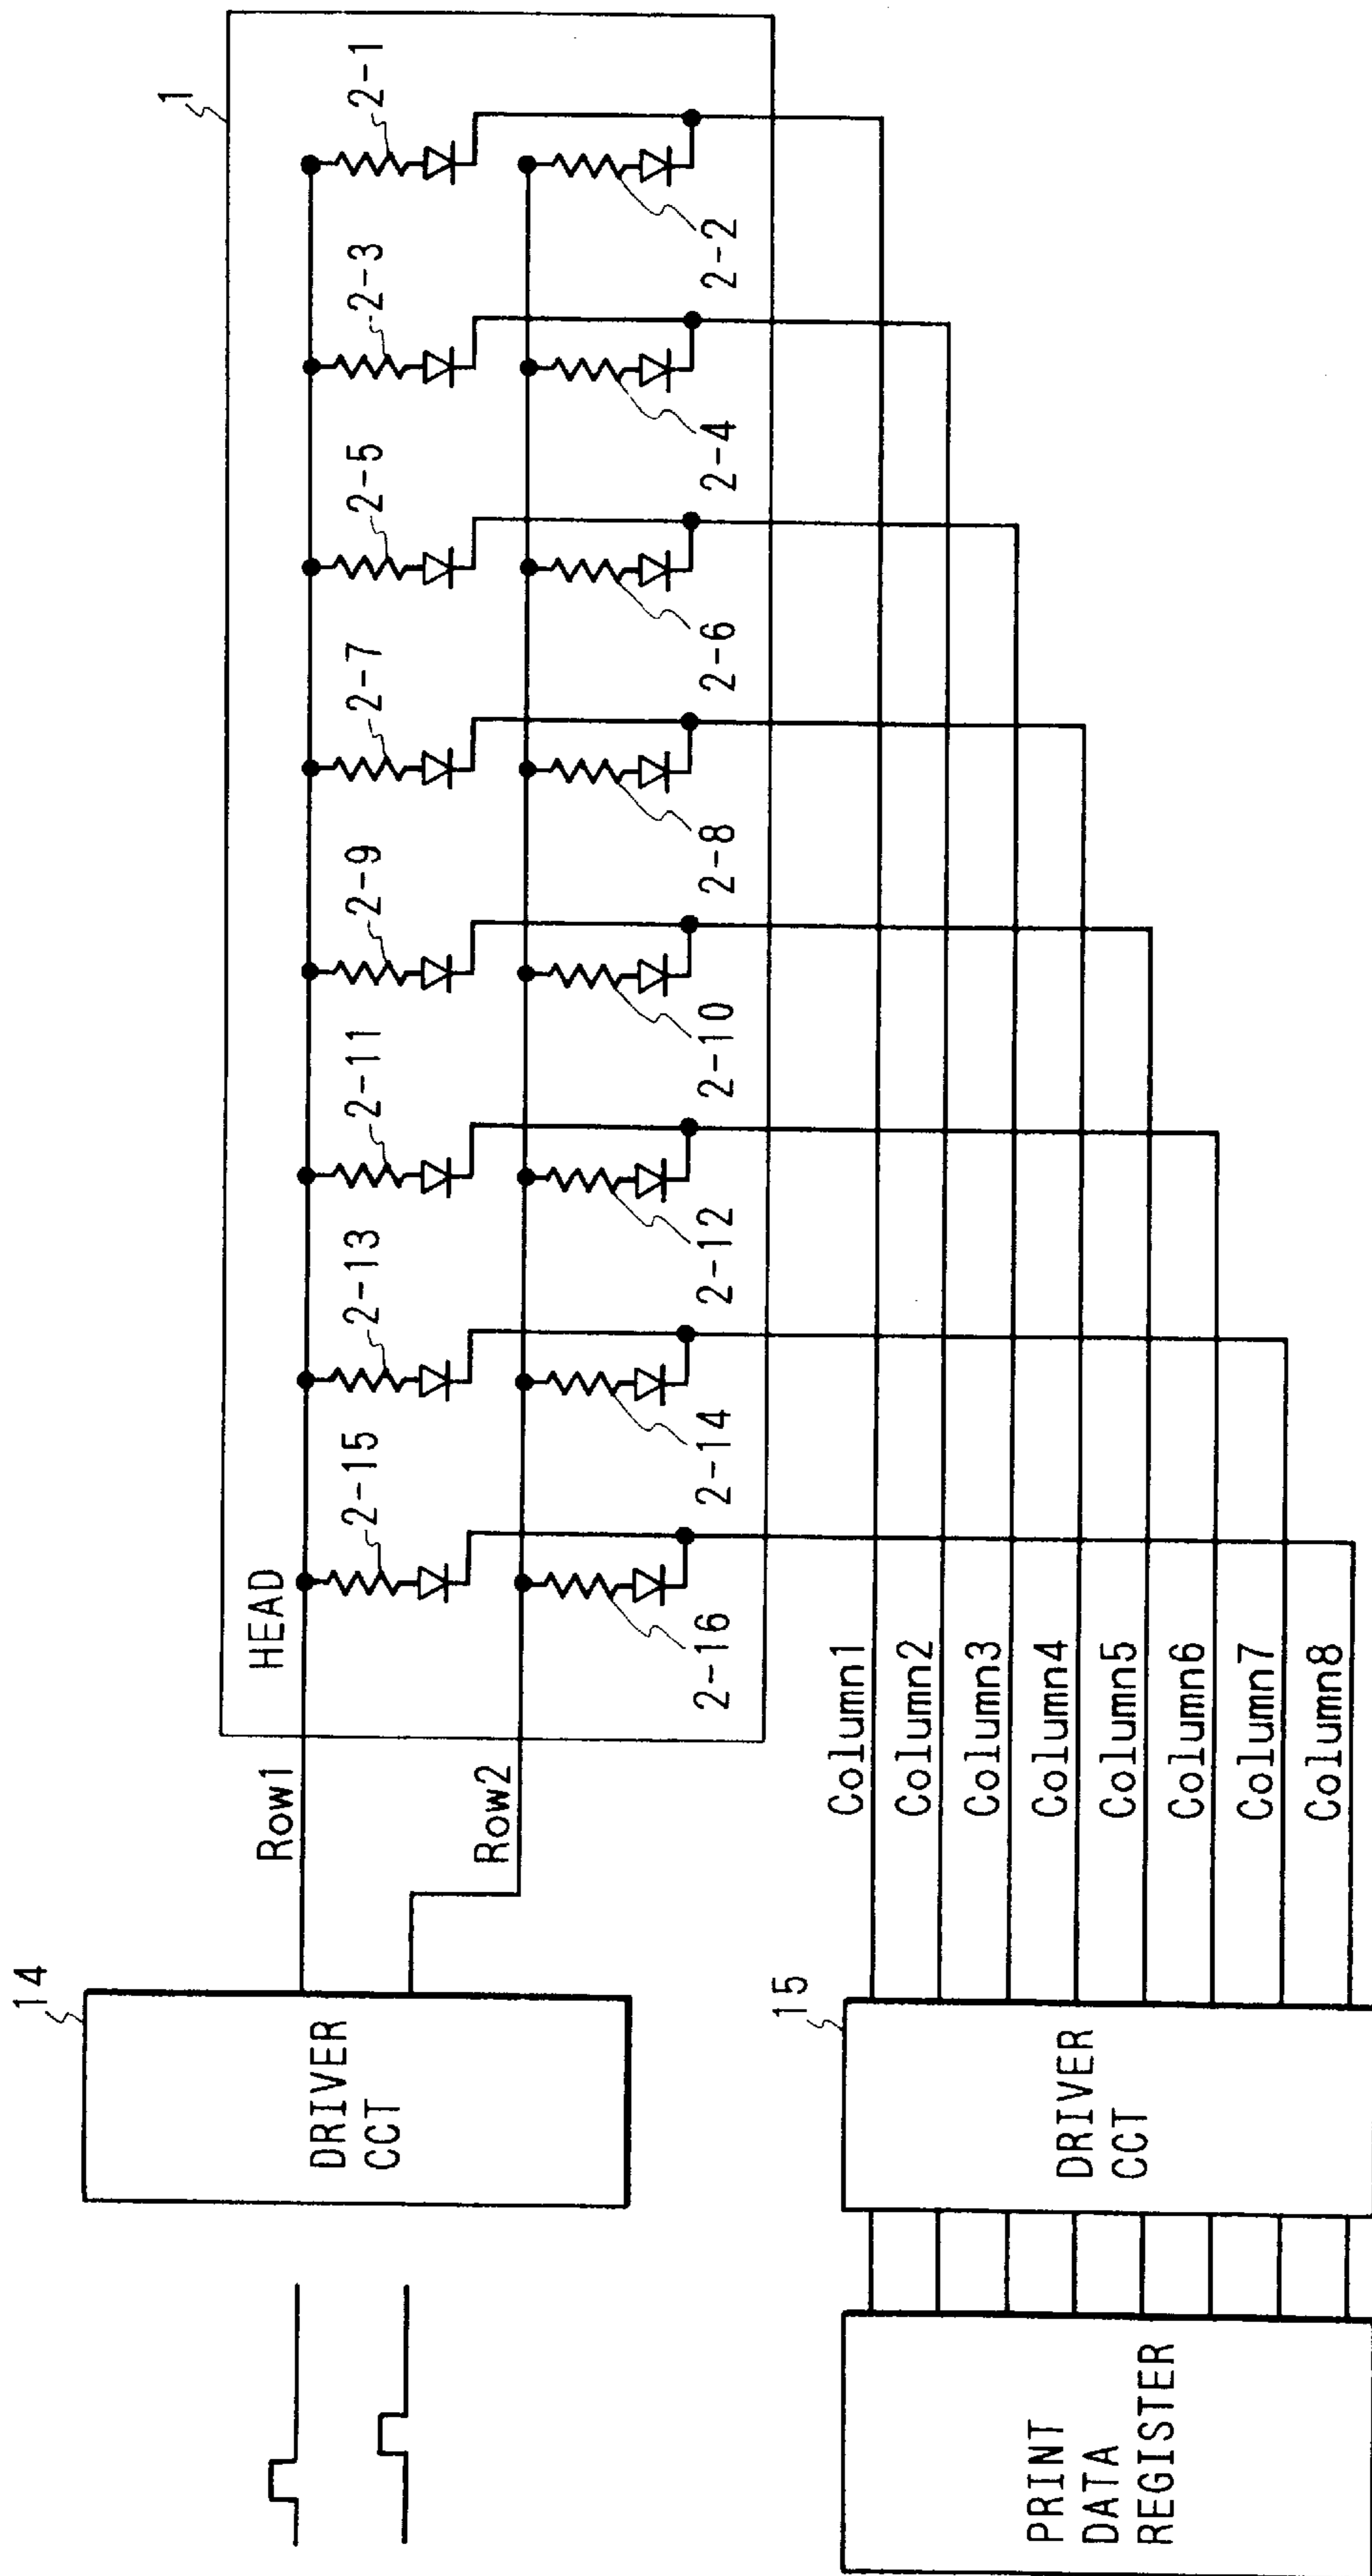 14
DRIVER
CCT
Row1
Row2
HEAD
1
2-15
2-13
2-11
2-9
2-7
2-5
2-3
2-1
2-16
2-14
2-12
2-10
2-8
2-6
2-4
2-2
PRINT
DATA
REGISTER
15
DRIVER
CCT
Column1
Column2
Column3
Column4
Column5
Column6
Column7
Column8